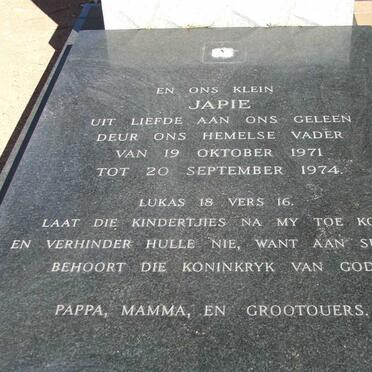 EN ONS KLEIN
JAPIE
UIT LIEFDE AAN ONS GELEEN
DEUR ONS HEMELSE VADER
VAN 19 OKTOBER 1971
TOT 20 SEPTEMBER 1974.
LUKAS 18 VERS 16.
LAAT DIE KINDERTJIES NA MY TOE
EN VERHINDER HULLE NIE, WANT AAN
BEHOORT DIE KONINKRYK VAN GOD
PAPPA, MAMMA, EN GROOTOUERS.